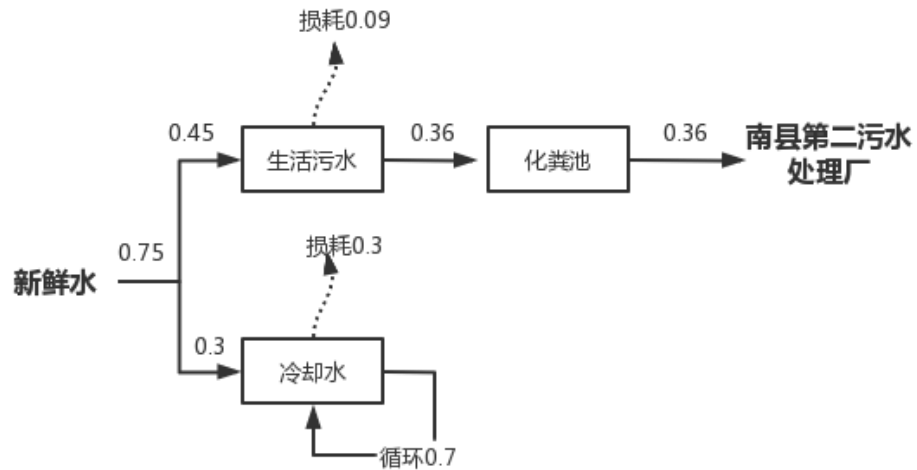 损耗0.09
0.45
生活污水
0.36
化粪池
0.36
南县第二污水
处理厂
0.75
新鲜水
损耗0.3
0.3
冷却水
循环0.7